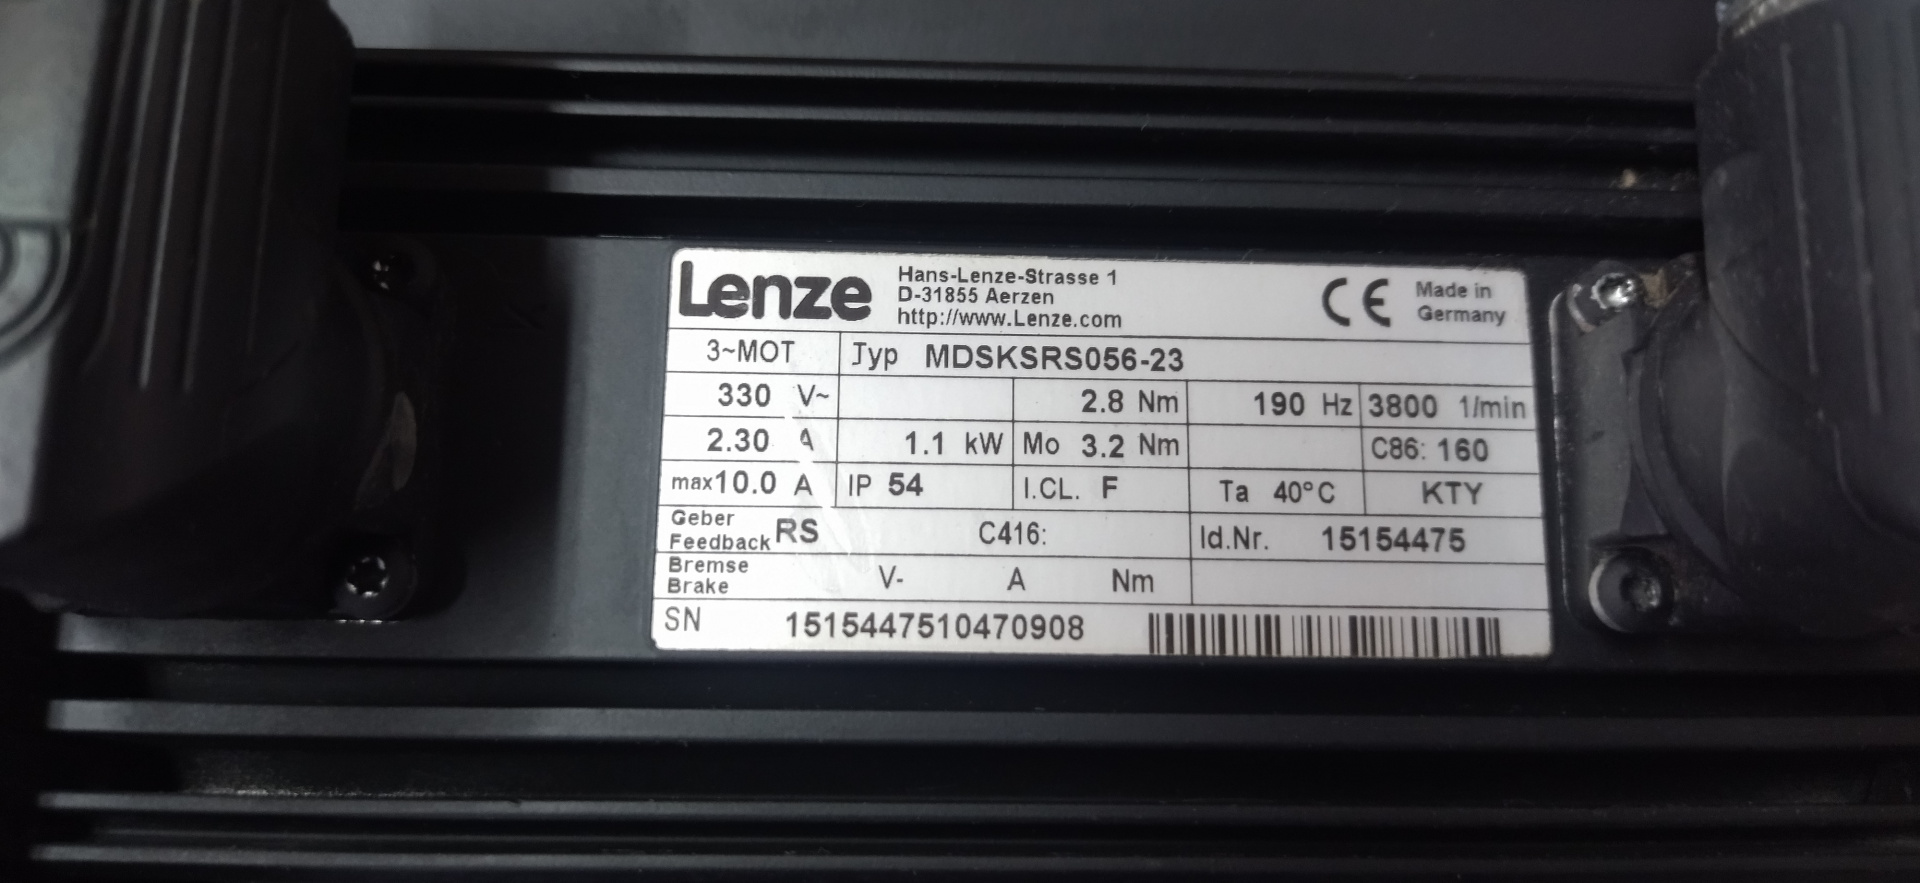 Lenze
Hans-Lenze-Strasse 1
D-31855 Aerzen
http://www.Lenze.com
CE
Made in
Germany
3~MOT Typ MDSKSRS056-23
330 V~ 2.8 Nm 190 Hz 3800 1/min
2.30 A 1.1 kW Mo 3.2 Nm C86: 160
max10.0 A IP 54 I.CL. F Ta 40°C KTY
Geber
Feedback RS C416: Id.Nr. 15154475
Bremse
Brake V- A Nm
SN 1515447510470908